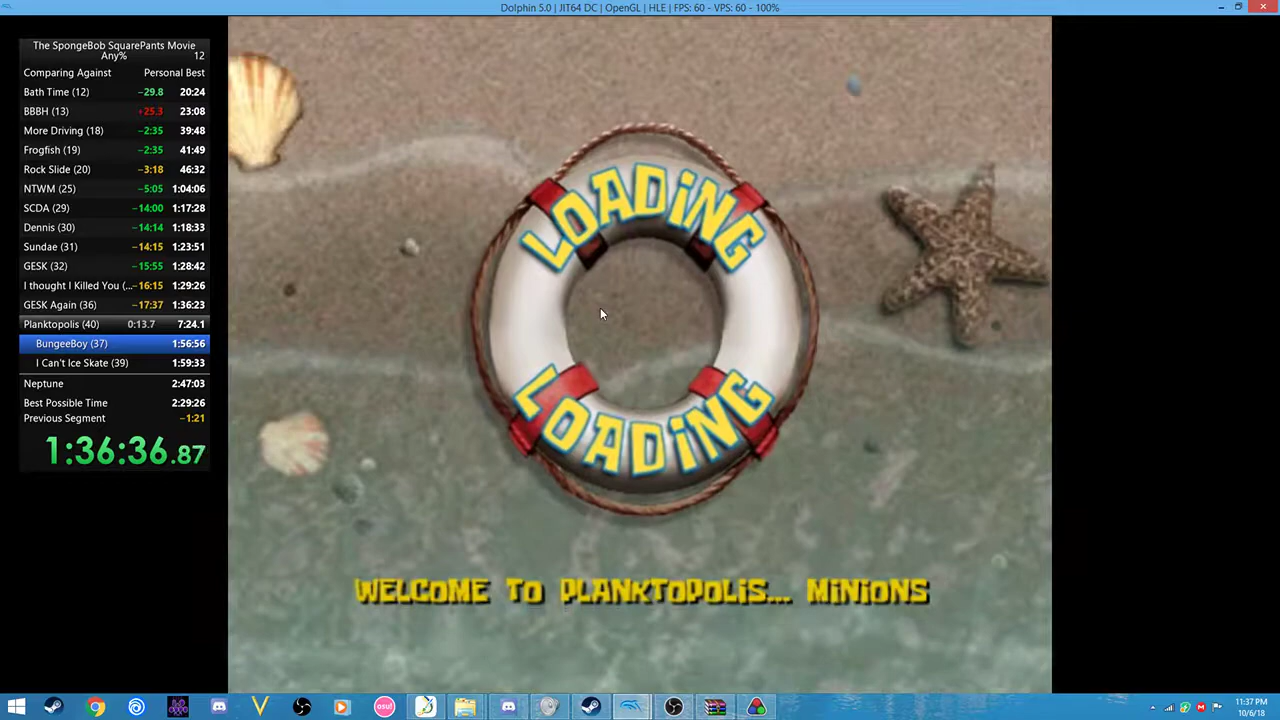 Dolphin 5.0 | JIT64 DC | OpenGL | HLE | FPS: 60 - VPS: 60 - 100%
The SpongeBob SquarePants Movie
Any% 12
Comparing Against Personal Best
Bath Time (12) −29.8 20:24
BBBH (13) +25.3 23:08
More Driving (18) −2:35 39:48
Frogfish (19) −2:35 41:49
Rock Slide (20) −3:18 46:32
NTWM (25) −5:05 1:04:06
SCDA (29) −14:00 1:17:28
Dennis (30) −14:14 1:18:33
Sundae (31) −14:15 1:23:51
GESK (32) −15:55 1:28:42
I thought I Killed You (... −16:15 1:29:26
GESK Again (36) −17:37 1:36:23
Planktopolis (40) 0:13.7 7:24.1
BungeeBoy (37) 1:56:56
I Can't Ice Skate (39) 1:59:33
Neptune 2:47:03
Best Possible Time 2:29:26
Previous Segment −1:21
1:36:36.87
LOADING
LOADING
WELCOME TO PLANKTOPOLIS... MINIONS
osu!
11:37 PM
10/6/18